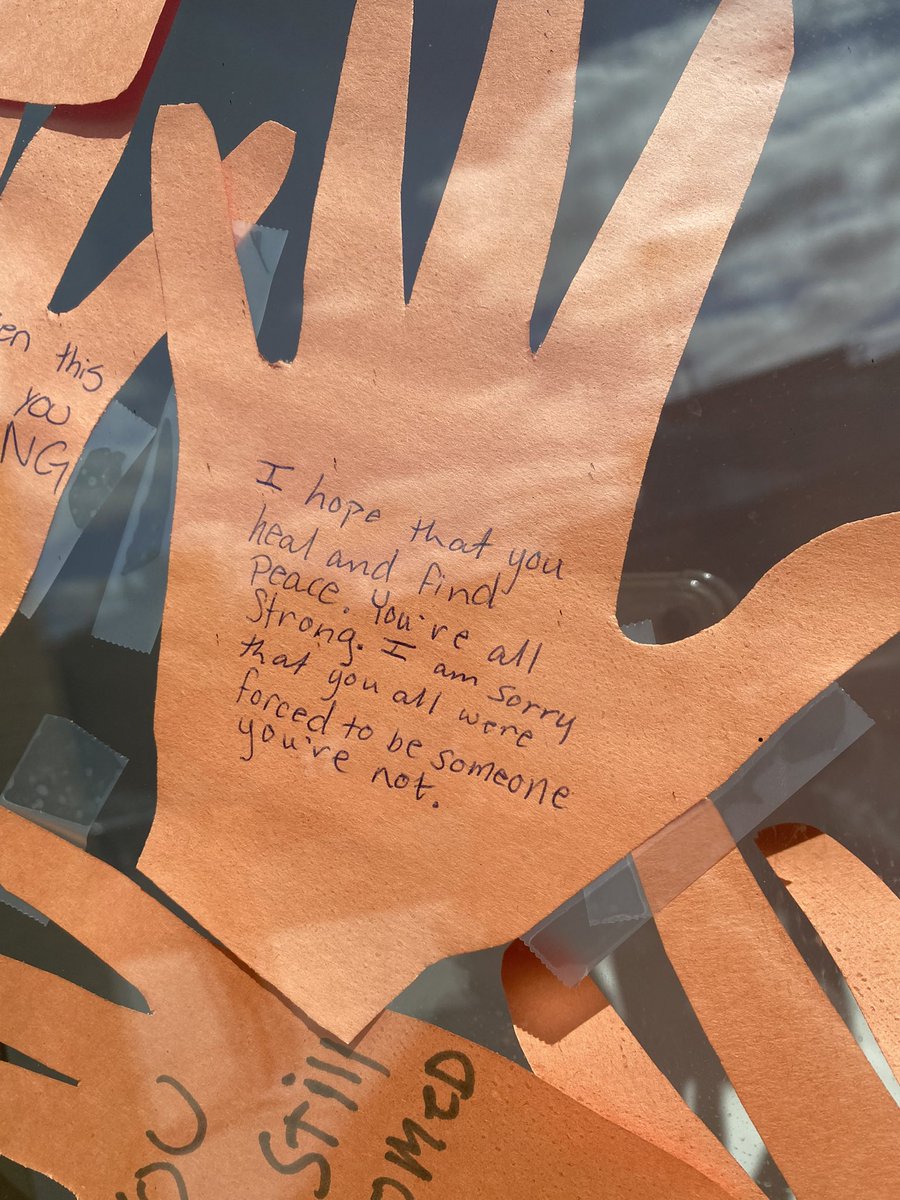 this
you
I hope that you
heal and find
peace. You're all
Strong. I am sorry
that you all were
forced to be someone
you're not.
Still